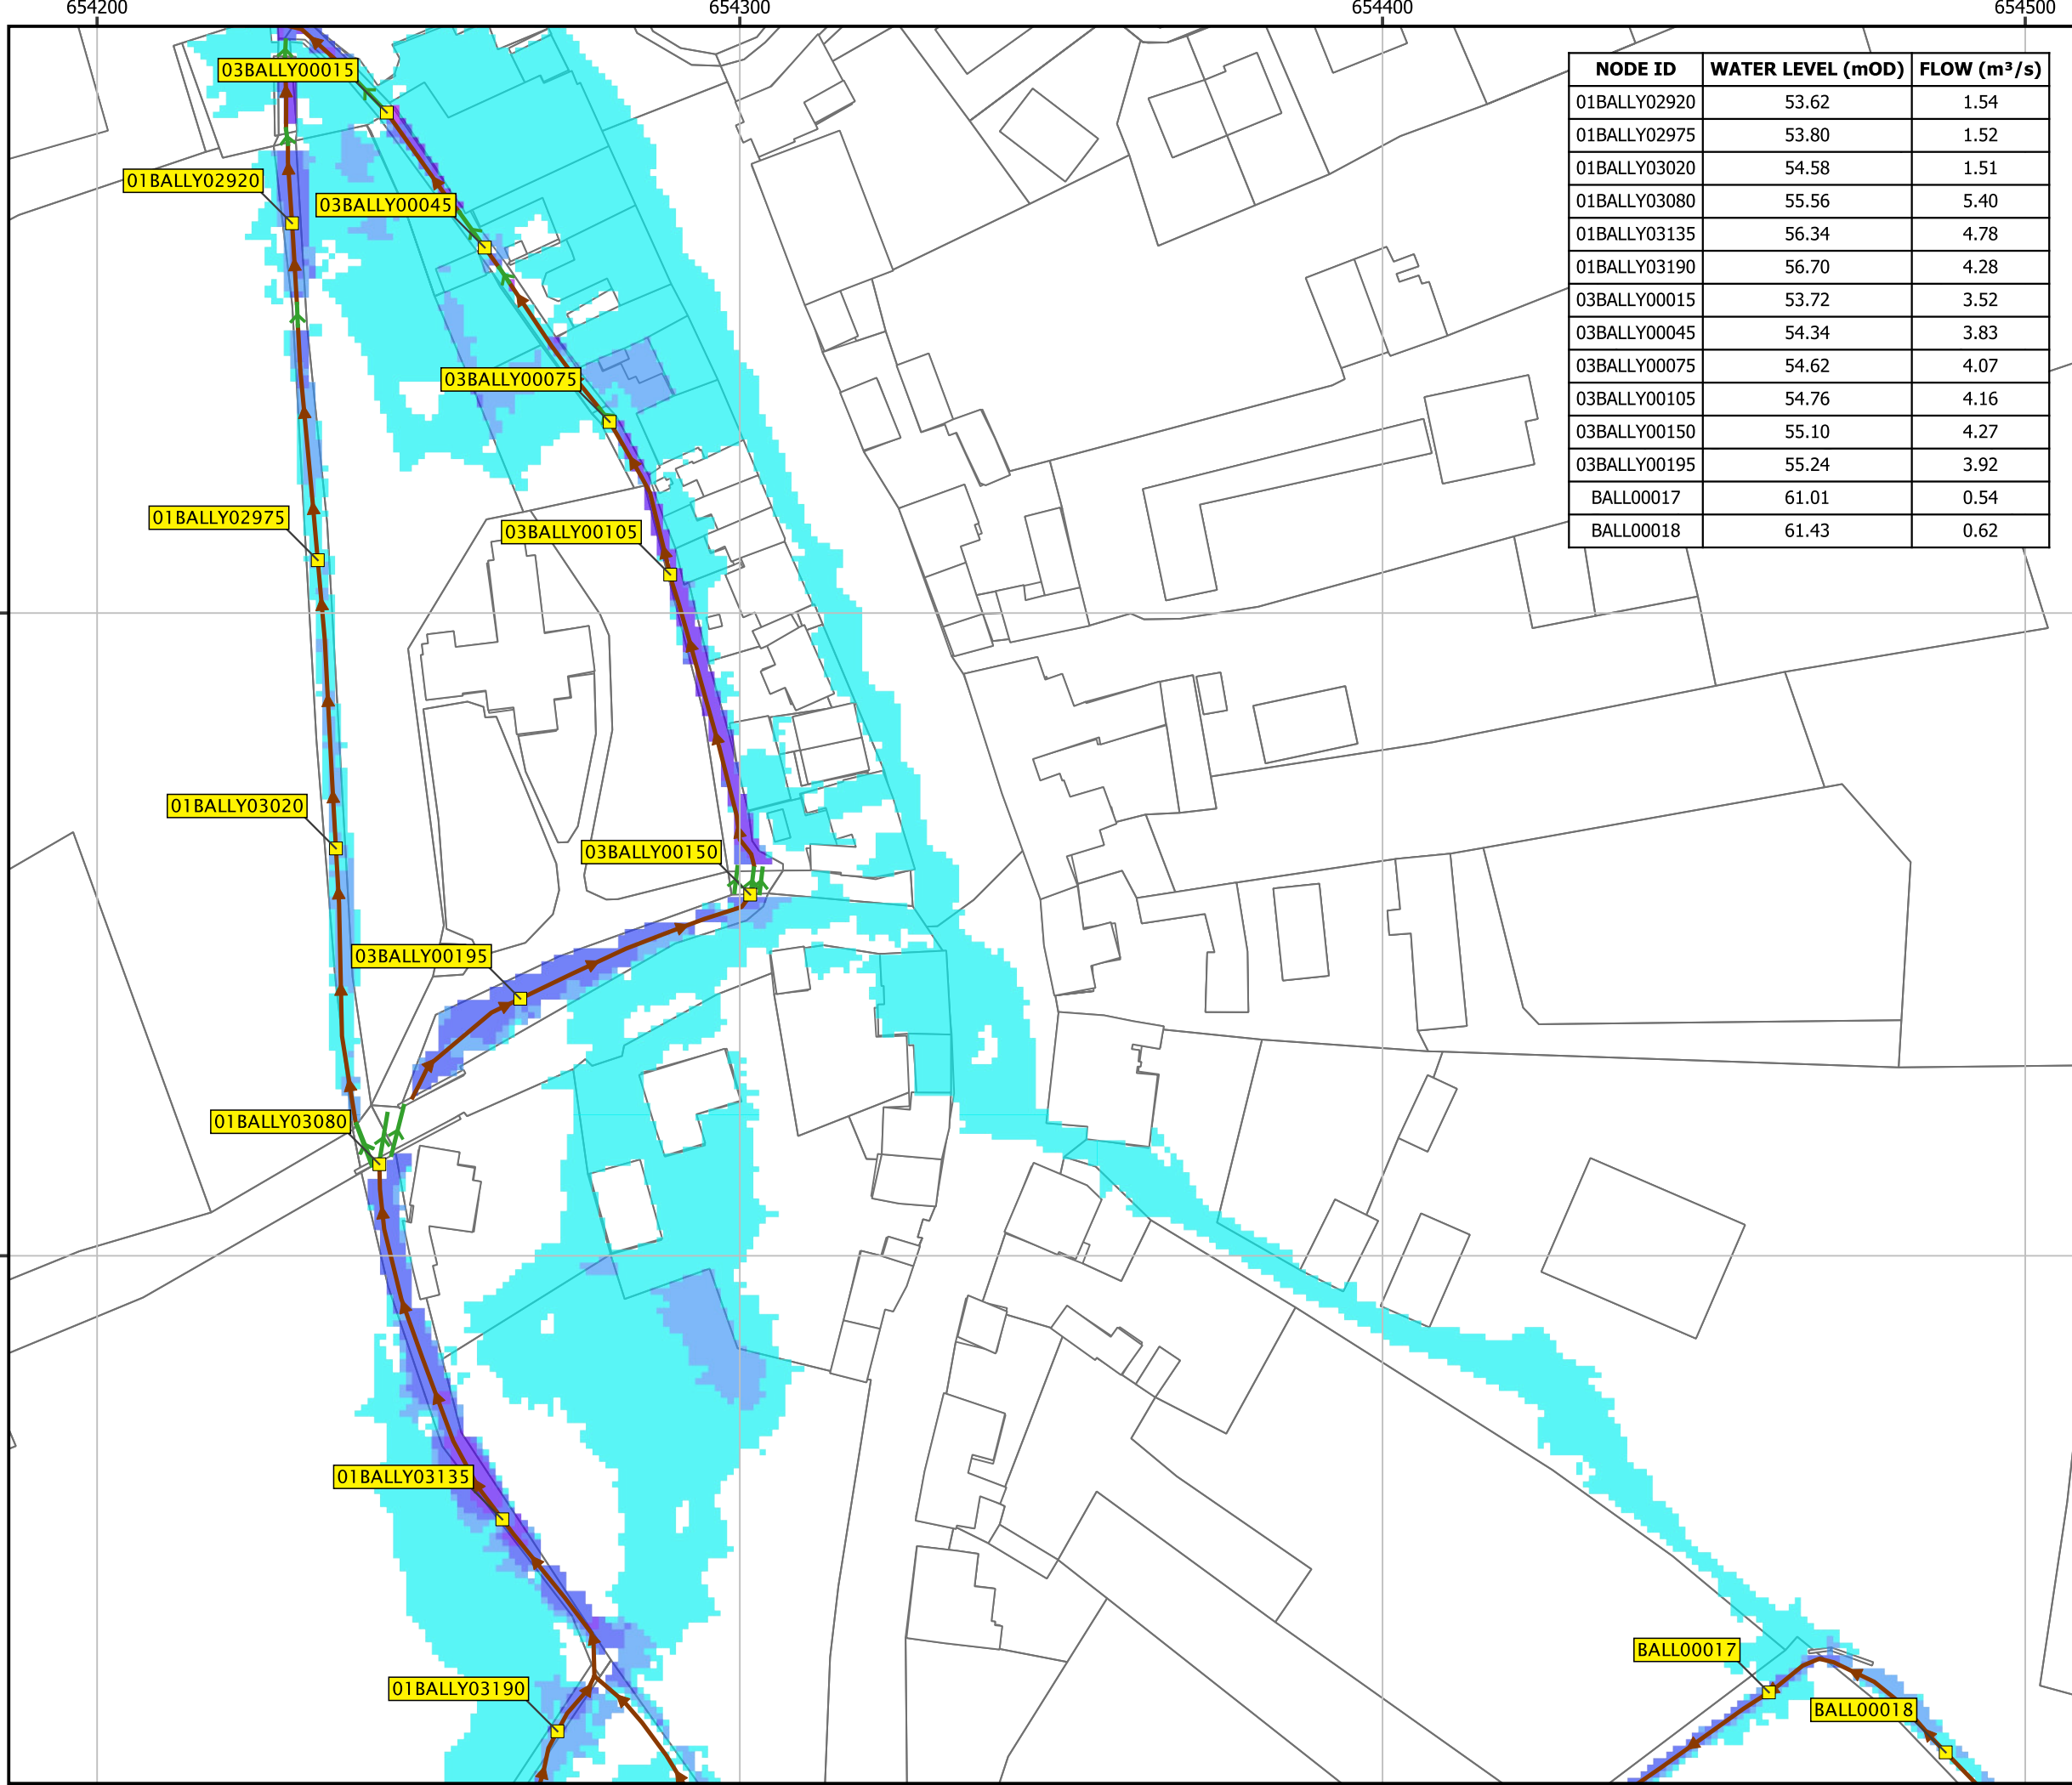 654200 654300 654400 654500
NODE ID WATER LEVEL (mOD) FLOW (m³/s)
01BALLY02920 53.62 1.54
01BALLY02975 53.80 1.52
01BALLY03020 54.58 1.51
01BALLY03080 55.56 5.40
01BALLY03135 56.34 4.78
01BALLY03190 56.70 4.28
03BALLY00015 53.72 3.52
03BALLY00045 54.34 3.83
03BALLY00075 54.62 4.07
03BALLY00105 54.76 4.16
03BALLY00150 55.10 4.27
03BALLY00195 55.24 3.92
BALL00017 61.01 0.54
BALL00018 61.43 0.62
03BALLY00015
01BALLY02920
03BALLY00045
03BALLY00075
01BALLY02975
03BALLY00105
01BALLY03020
03BALLY00150
03BALLY00195
01BALLY03080
01BALLY03135
BALL00017
01BALLY03190
BALL00018